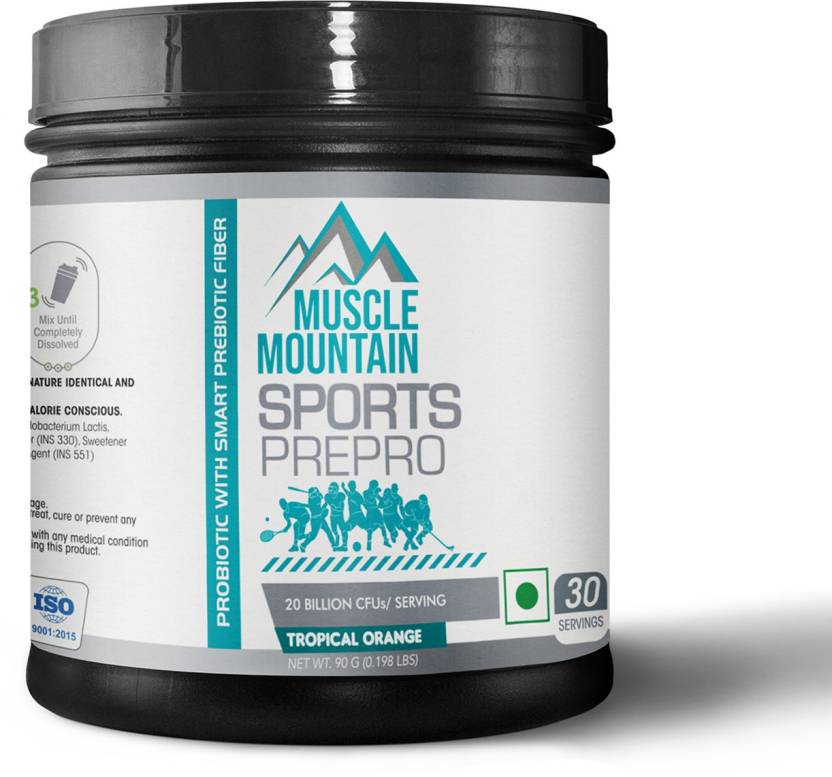 3
Mix Until
Completely
Dissolved
NATURE IDENTICAL AND
ALORIE CONSCIOUS.
obacterium Lactis,
r (INS 330), Sweetener
gent (INS 551)
age.
treat, cure or prevent any
with any medical condition
ing this product.
ISO
9001:2015
PROBIOTIC WITH SMART PREBIOTIC FIBER
MUSCLE
MOUNTAIN
SPORTS
PREPRO
20 BILLION CFUs/ SERVING
TROPICAL ORANGE
NET WT. 90 G (0.198 LBS)
30
SERVINGS